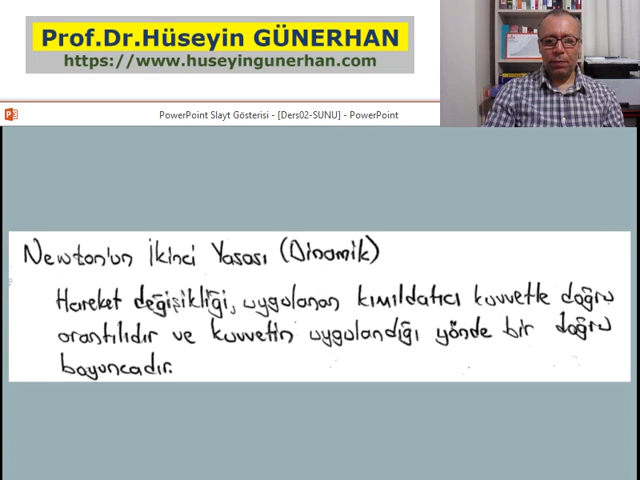 Prof.Dr.Hüseyin GÜNERHAN
https://www.huseyingunerhan.com
PowerPoint Slayt Gösterisi - [Ders02-SUNU] - PowerPoint
Newton'un İkinci Yasası (Dinamik)
Hareket değişikliği, uygulanan kımıldatıcı kuvvetle doğru
orantılıdır ve kuvvetin uygulandığı yönde bir doğru
boyuncadır.